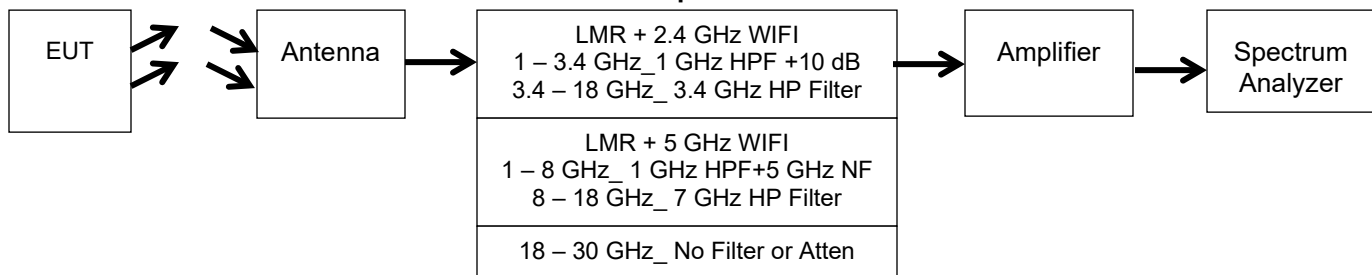 EUT
Antenna
LMR + 2.4 GHz WIFI
1 – 3.4 GHz_1 GHz HPF +10 dB
3.4 – 18 GHz_ 3.4 GHz HP Filter
LMR + 5 GHz WIFI
1 – 8 GHz_ 1 GHz HPF+5 GHz NF
8 – 18 GHz_ 7 GHz HP Filter
18 – 30 GHz_ No Filter or Atten
Amplifier
Spectrum
Analyzer